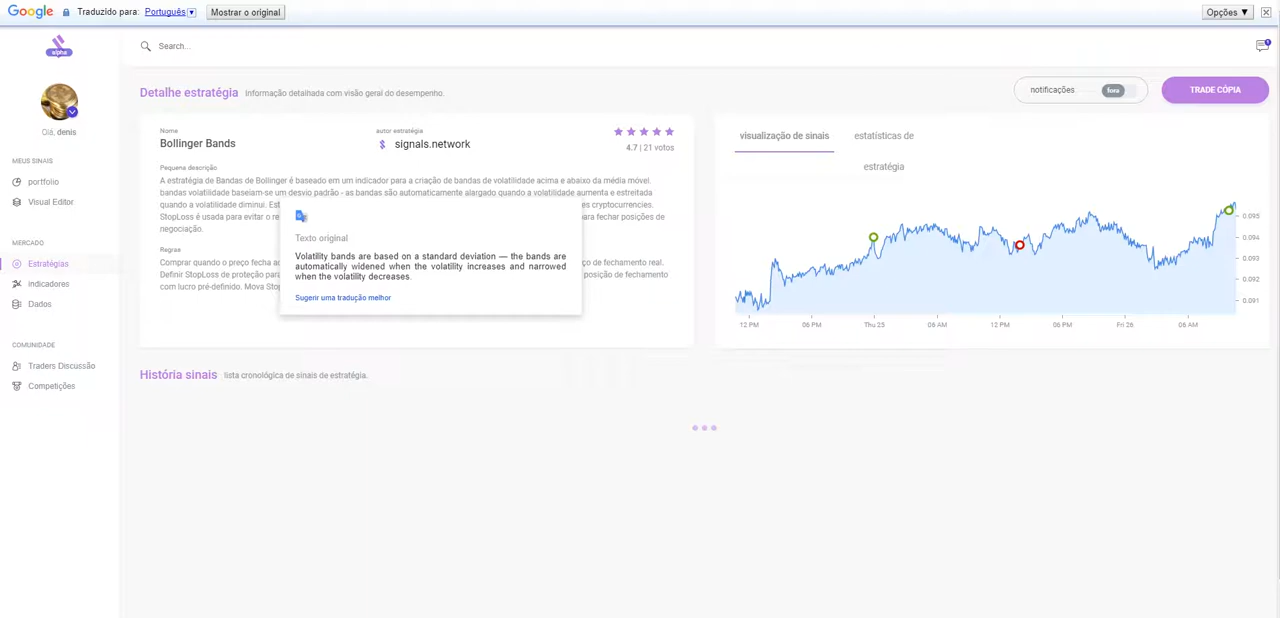 Google Traduzido para: Português ▼ Mostrar o original Opções ▼
alpha
Search...
1
Olá, denis
MEUS SINAIS
portfolio
Visual Editor
MERCADO
Estratégias
indicadores
Dados
COMUNIDADE
Traders Discussão
Competições
Detalhe estratégia Informação detalhada com visão geral do desempenho.
notificações fora
TRADE CÓPIA
Nome
Bollinger Bands
autor estratégia
signals.network
4.7 | 21 votos
Pequena descrição
A estratégia de Bandas de Bollinger é baseado em um indicador para a criação de bandas de volatilidade acima e abaixo da média móvel.
bandas volatilidade baseiam-se um desvio padrão - as bandas são automaticamente alargado quando a volatilidade aumenta e estreitada
quando a volatilidade diminui. Est es cryptocurrencies.
StopLoss é usada para evitar o re para fechar posições de
negociação.
Regras
Comprar quando o preço fecha ac ço de fechamento real.
Definir StopLoss de proteção para posição de fechamento
com lucro pré-definido. Mova Stop
Texto original
Volatility bands are based on a standard deviation — the bands are
automatically widened when the volatility increases and narrowed
when the volatility decreases.
Sugerir uma tradução melhor
visualização de sinais
estatísticas de
estratégia
0.095
0.094
0.093
0.092
0.091
12 PM 06 PM Thu 25 06 AM 12 PM 06 PM Fri 26 06 AM
História sinais lista cronológica de sinais de estratégia.